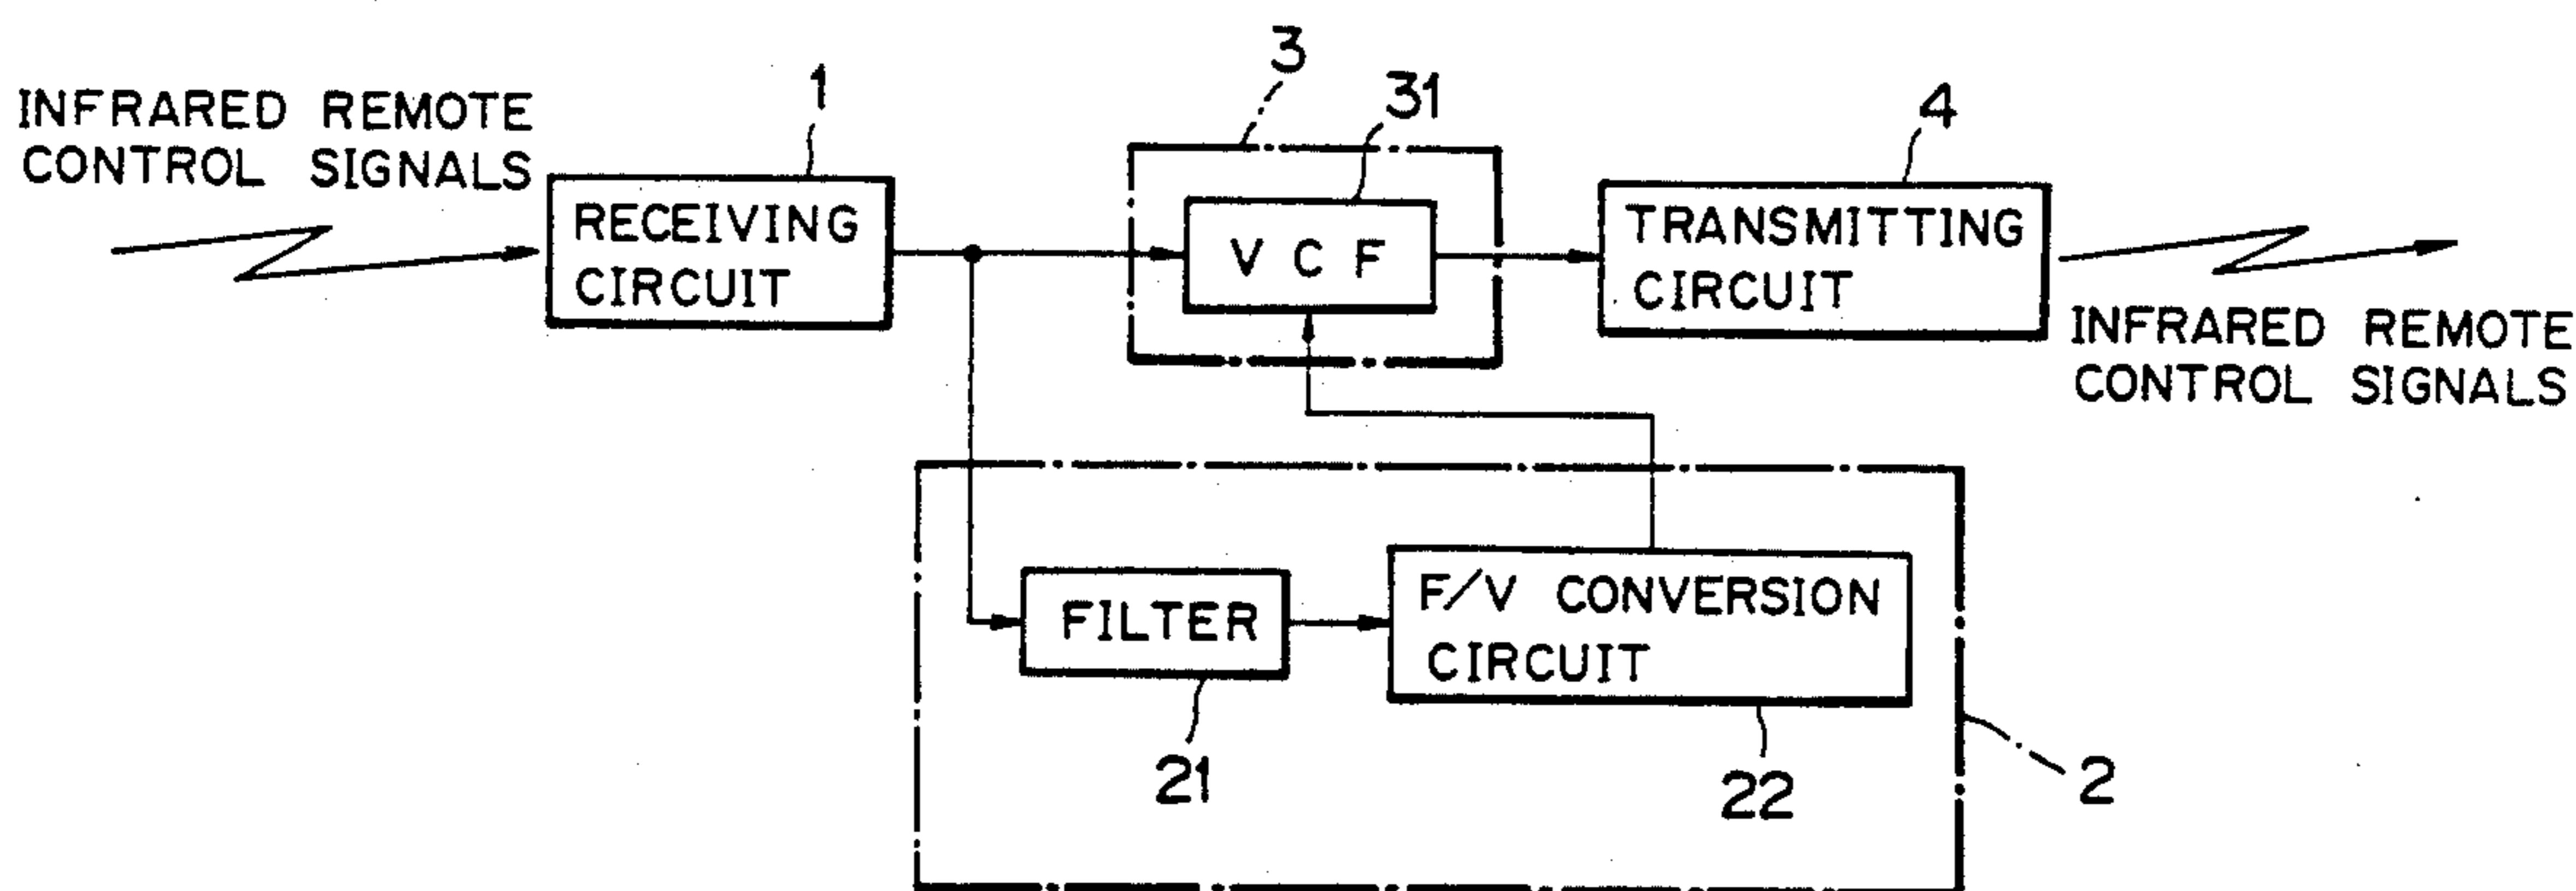 3
1
31
4
INFRARED REMOTE
CONTROL SIGNALS
RECEIVING
CIRCUIT
V C F
TRANSMITTING
CIRCUIT
INFRARED REMOTE
CONTROL SIGNALS
FILTER
F/V CONVERSION
CIRCUIT
21
22
2